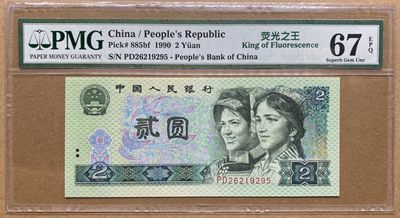 PMG
PAPER MONEY GUARANTY
China / People's Republic
Pick# 885bf 1990 2 Yüan
S/N PD26219295 - People's Bank of China
荧光之王
King of Fluorescence
67
EPQ
Superb Gem Unc
中国人民银行
2
贰圆
2
2
PD26219295